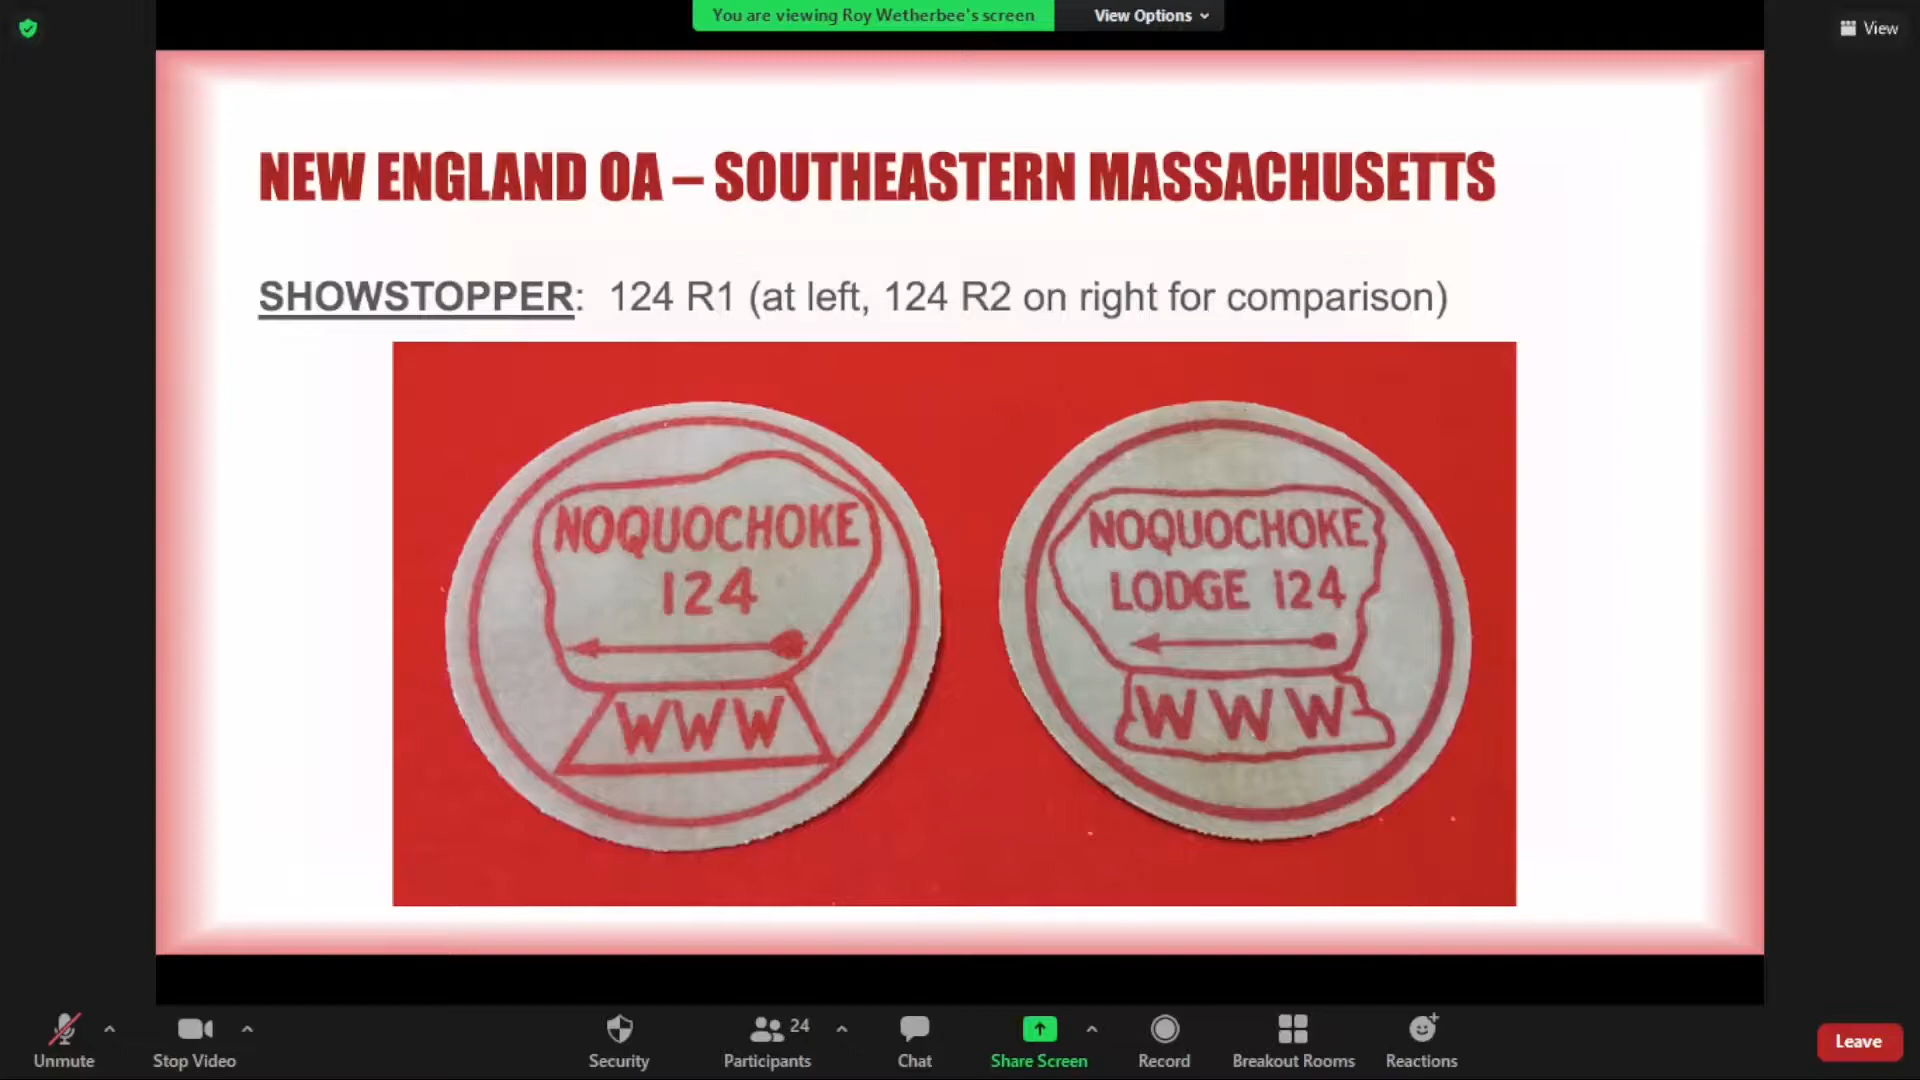 You are viewing Roy Wetherbee's screen
View Options
View
NEW ENGLAND OA – SOUTHEASTERN MASSACHUSETTS
SHOWSTOPPER: 124 R1 (at left, 124 R2 on right for comparison)
NOQUOCHOKE
124
WWW
NOQUOCHOKE
LODGE 124
WWW
Unmute
Stop Video
Security
24
Participants
Chat
Share Screen
Record
Breakout Rooms
Reactions
Leave